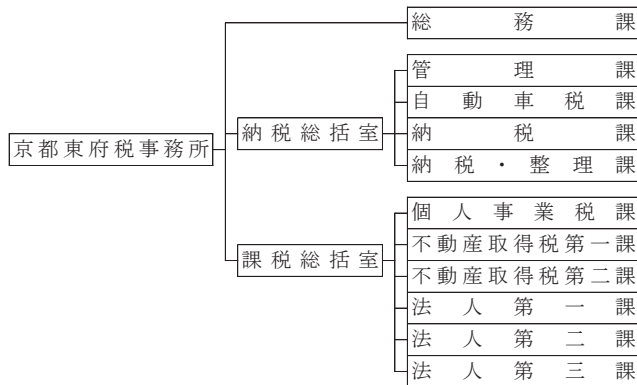 総務課
管理課
自動車税課
納税総括室
納税課
京都東府税事務所
納税・整理課
個人事業税課
不動産取得税第一課
課税総括室
不動産取得税第二課
法人第一課
法人第二課
法人第三課